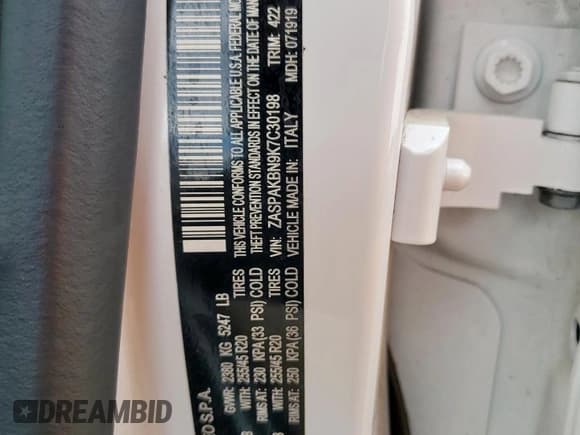 O S.P.A.
GVWR: 2380 KG 5247 LB
WITH: 255/45 R20 TIRES
RIMS AT: 230 KPA(33 PSI) COLD
WITH: 255/45 R20 TIRES
RIMS AT: 250 KPA(36 PSI) COLD
THIS VEHICLE CONFORMS TO ALL APPLICABLE U.S.A. FEDERAL
THEFT PREVENTION STANDARDS IN EFFECT ON THE DATE OF
VIN: ZASPAKBN9K7C30198 TRIM: 422
VEHICLE MADE IN: ITALY MDH: 071919
DREAMBID